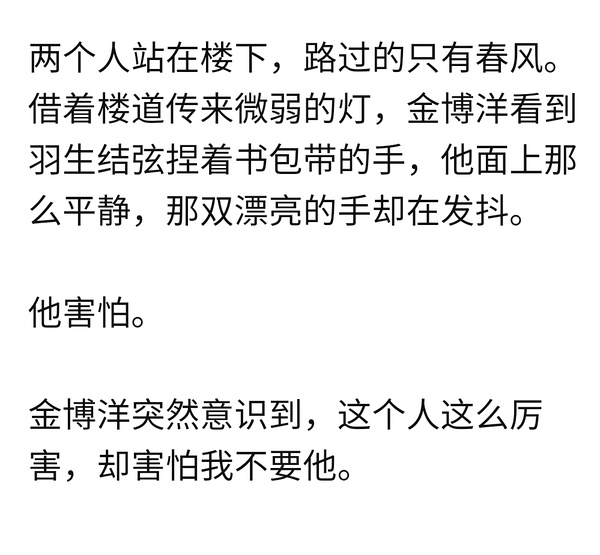 两个人站在楼下，路过的只有春风。
借着楼道传来微弱的灯，金博洋看到
羽生结弦捏着书包带的手，他面上那
么平静，那双漂亮的手却在发抖。
他害怕。
金博洋突然意识到，这个人这么厉
害，却害怕我不要他。